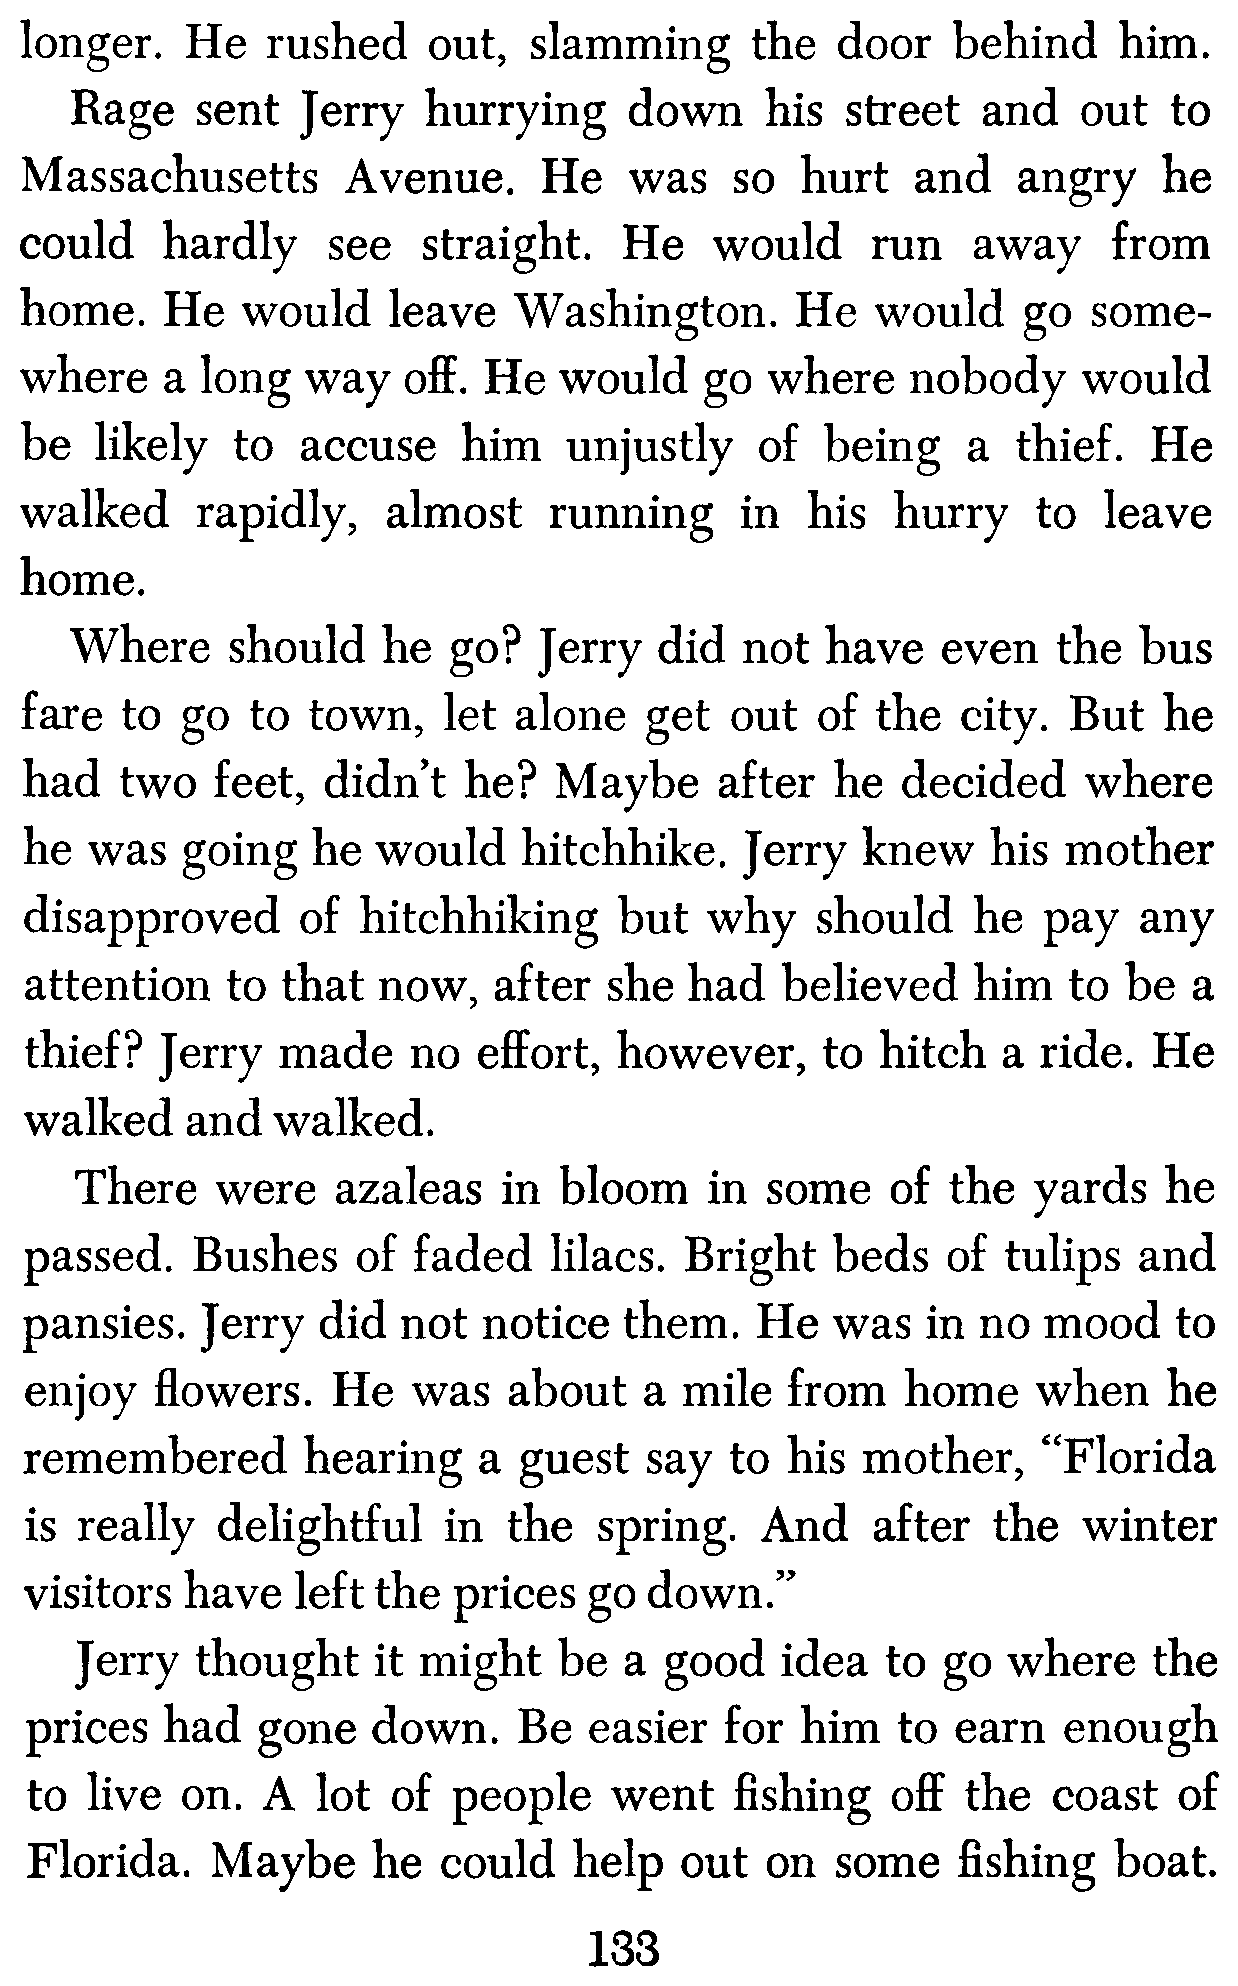 longer. He rushed out, slamming the door behind him.
Rage sent Jerry hurrying down his street and out to
Massachusetts Avenue. He was so hurt and angry he
could hardly see straight. He would run away from
home. He would leave Washington. He would go some-
where a long way off. He would go where nobody would
be likely to accuse him unjustly of being a thief. He
walked rapidly, almost running in his hurry to leave
home.
Where should he go? Jerry did not have even the bus
fare to go to town, let alone get out of the city. But he
had two feet, didn't he? Maybe after he decided where
he was going he would hitchhike. Jerry knew his mother
disapproved of hitchhiking but why should he pay any
attention to that now, after she had believed him to be a
thief? Jerry made no effort, however, to hitch a ride. He
walked and walked.
There were azaleas in bloom in some of the yards he
passed. Bushes of faded lilacs. Bright beds of tulips and
pansies. Jerry did not notice them. He was in no mood to
enjoy flowers. He was about a mile from home when he
remembered hearing a guest say to his mother, “Florida
is really delightful in the spring. And after the winter
visitors have left the prices go down.”
Jerry thought it might be a good idea to go where the
prices had gone down. Be easier for him to earn enough
to live on. A lot of people went fishing off the coast of
Florida. Maybe he could help out on some fishing boat.
133